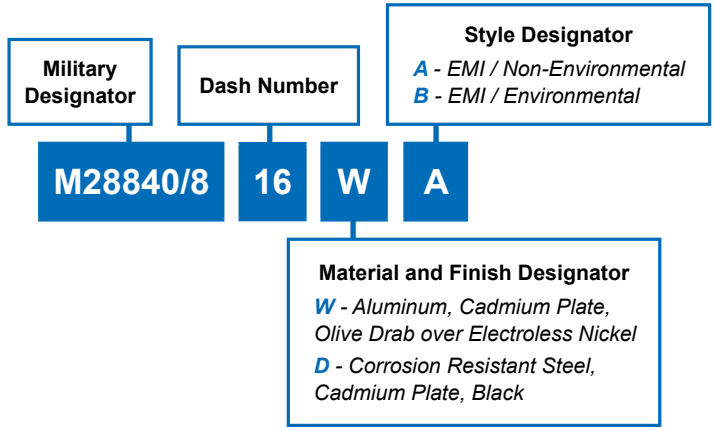 Style Designator
A - EMI / Non-Environmental
B - EMI / Environmental
Military
Designator
Dash Number
M28840/8 16 W A
Material and Finish Designator
W - Aluminum, Cadmium Plate,
Olive Drab over Electroless Nickel
D - Corrosion Resistant Steel,
Cadmium Plate, Black